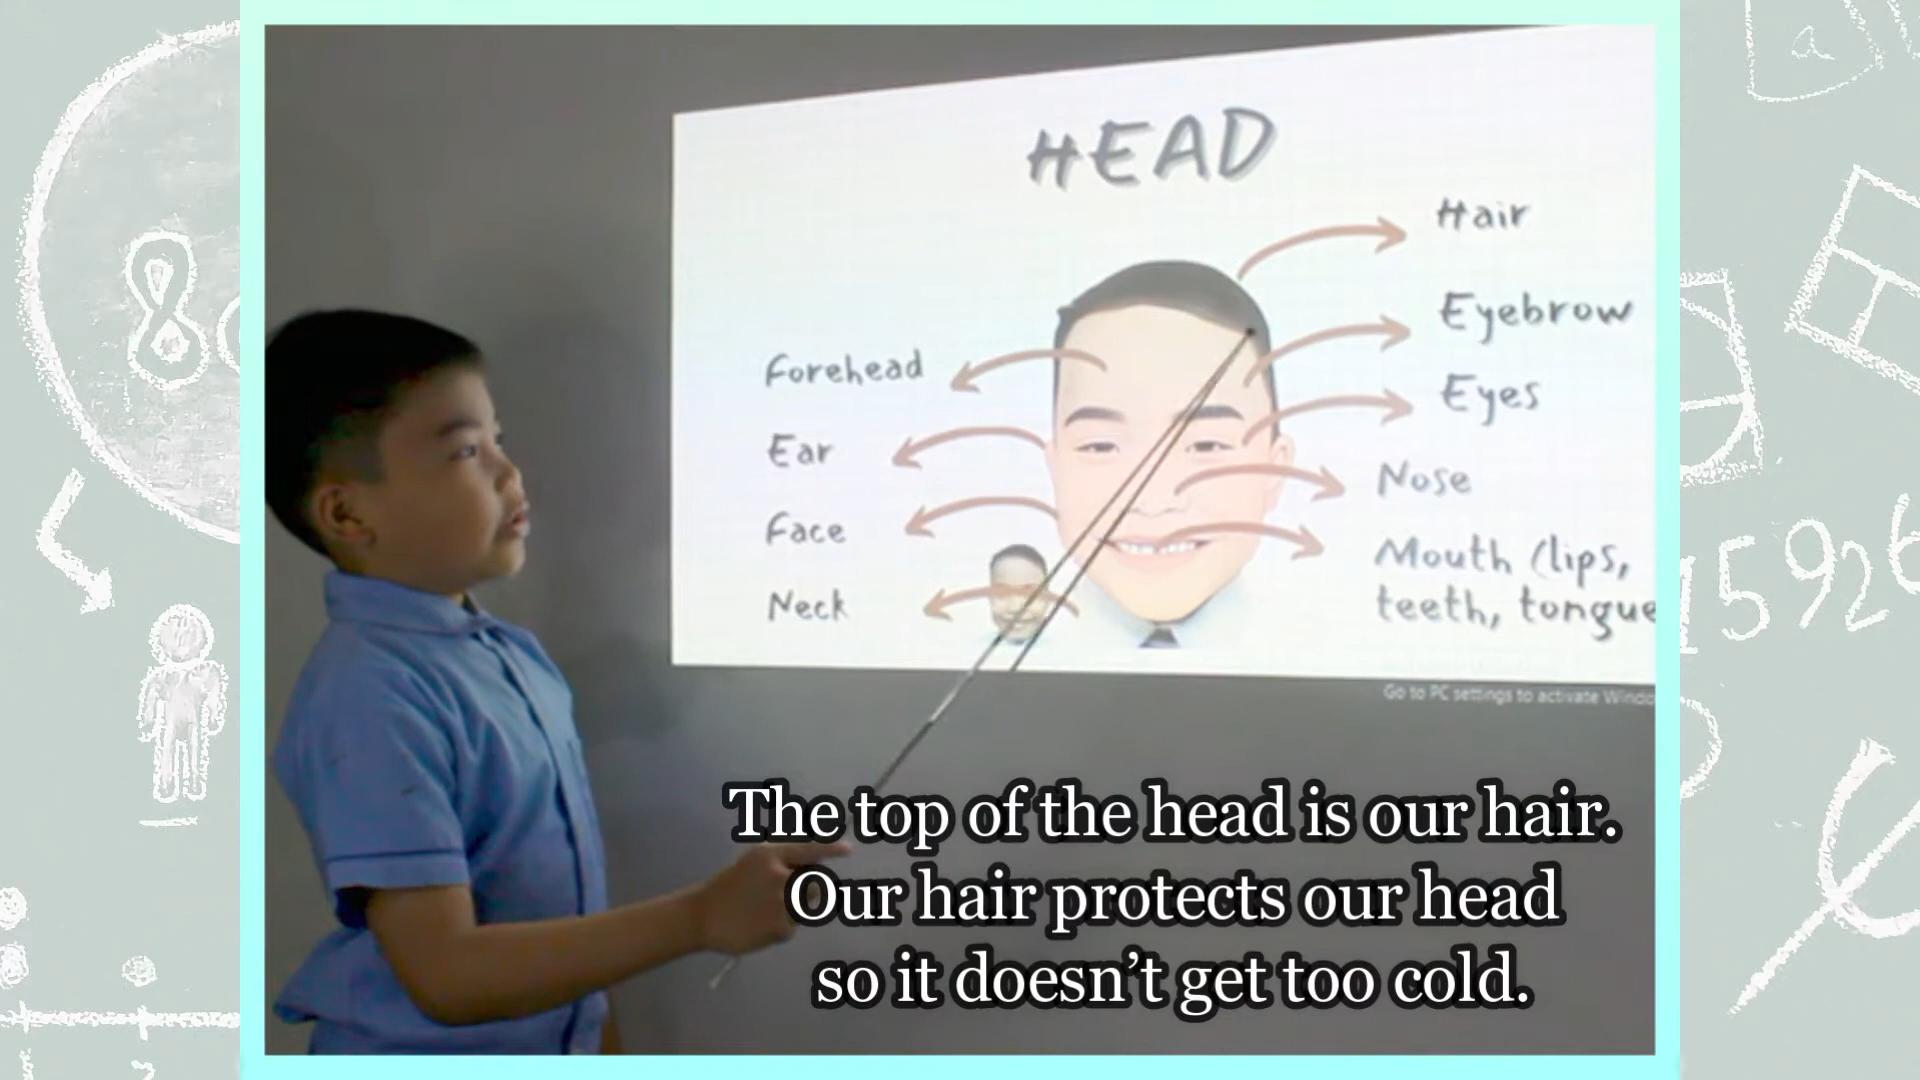 HEAD
Hair
Eyebrow
Eyes
Nose
Mouth (lips,
teeth, tongue
Forehead
Ear
Face
Neck
Go to PC settings to activate
The top of the head is our hair.
Our hair protects our head
so it doesn't get too cold.
8
1592
a